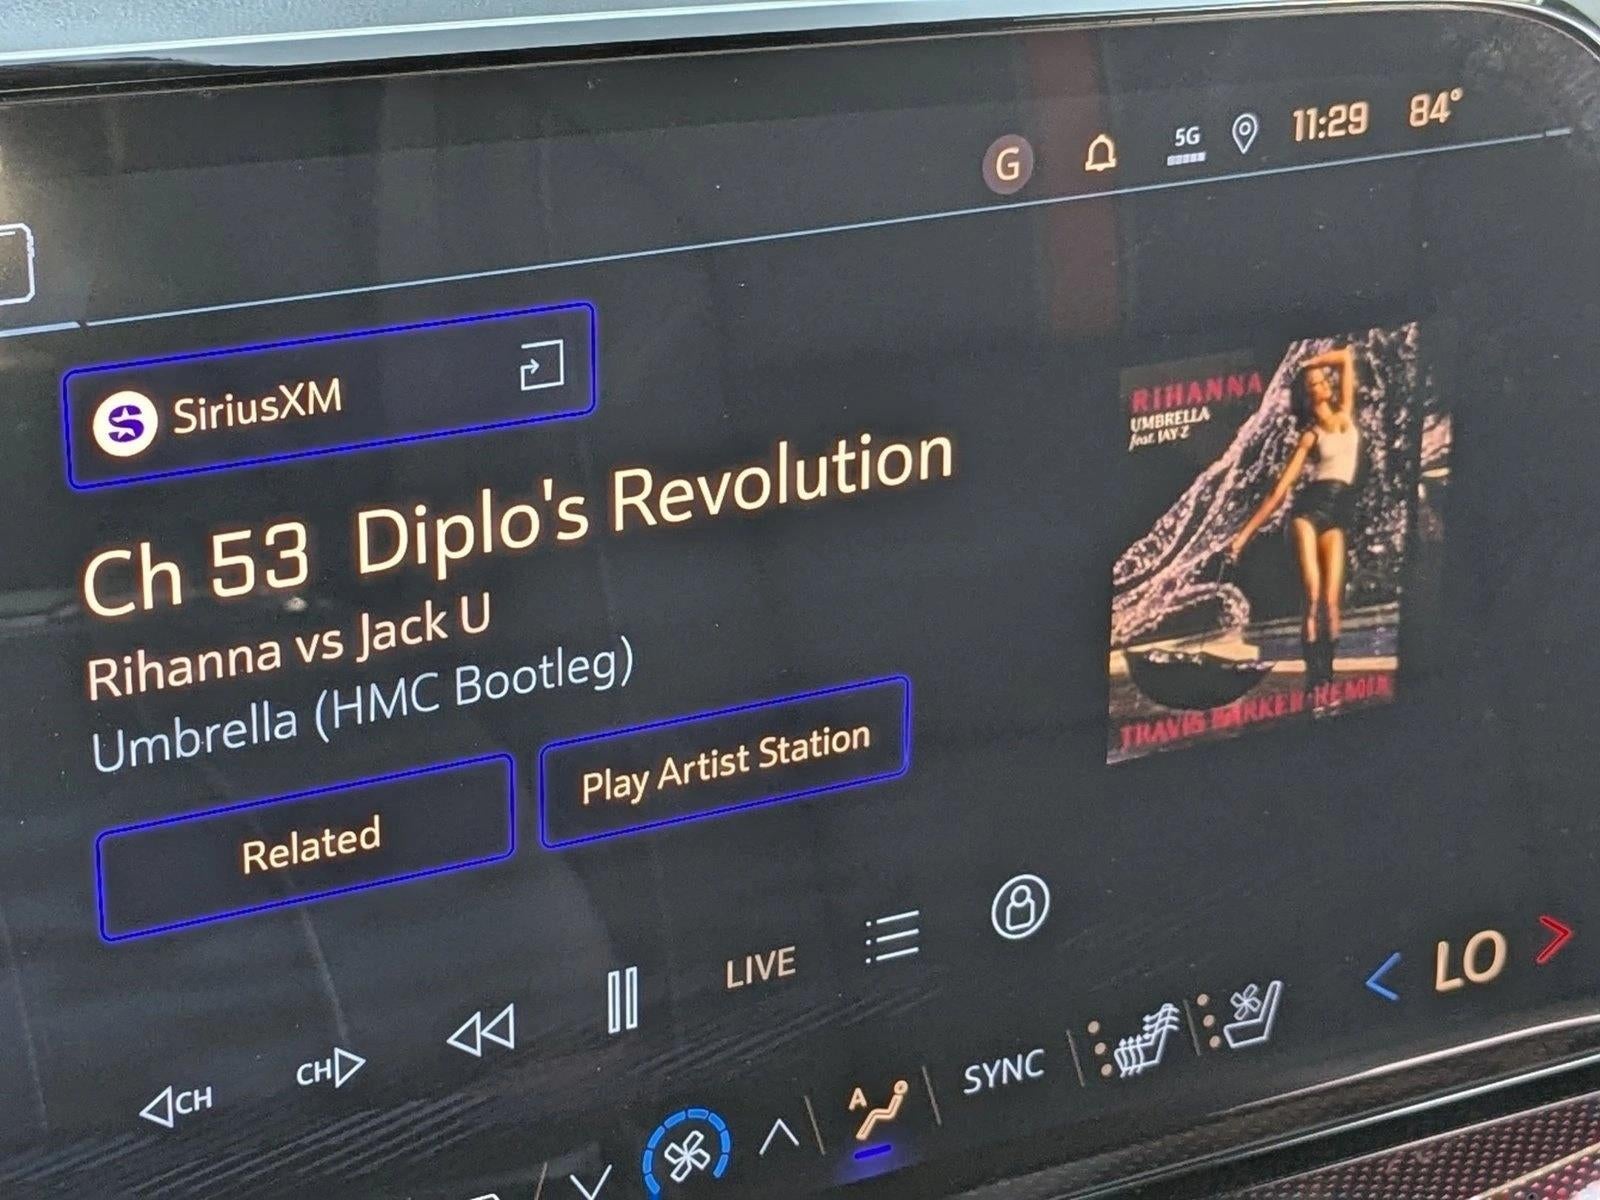 G 5G 11:29 84°
SiriusXM
Ch 53 Diplo's Revolution
Rihanna vs Jack U
Umbrella (HMC Bootleg)
Related
Play Artist Station
RIHANNA
UMBRELLA
feat. JAY-Z
TRAVIS BARKER REMIX
CH
CH
LIVE
A
SYNC
LO